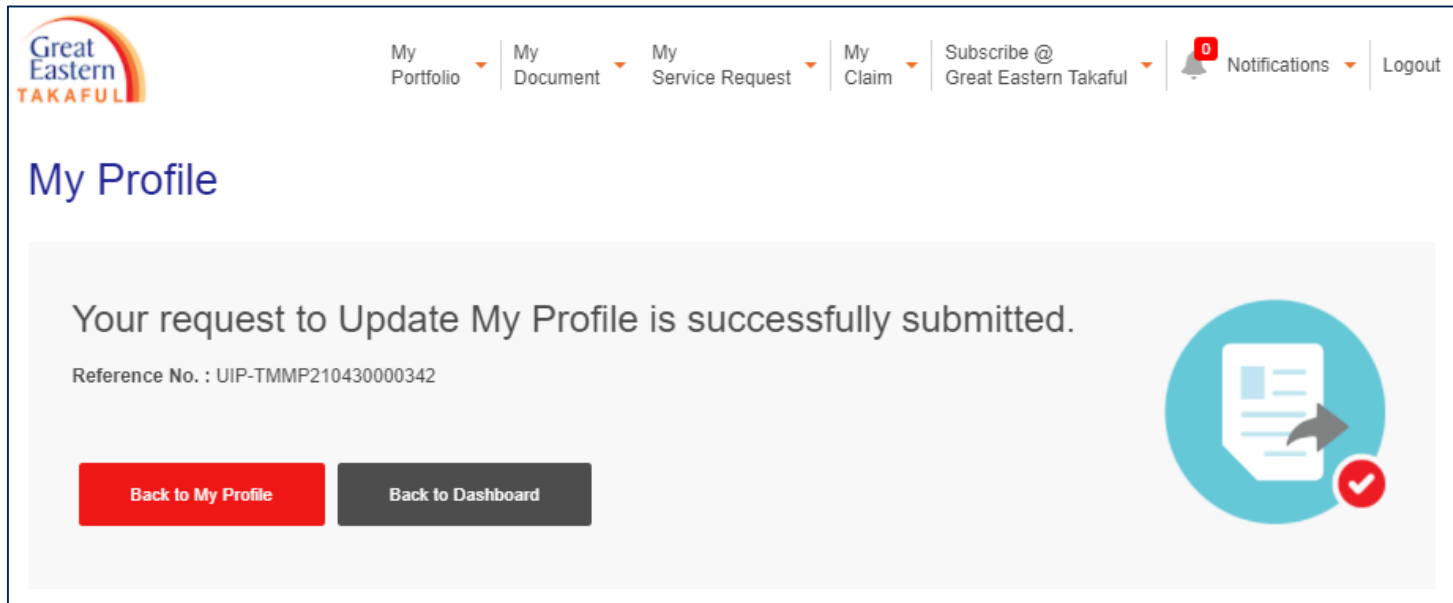 Great
Eastern
TAKAFUL
My
Portfolio
My
Document
My
Service Request
My
Claim
Subscribe @
Great Eastern Takaful
0
Notifications
Logout
My Profile
Your request to Update My Profile is successfully submitted.
Reference No. : UIP-TMMP210430000342
Back to My Profile
Back to Dashboard